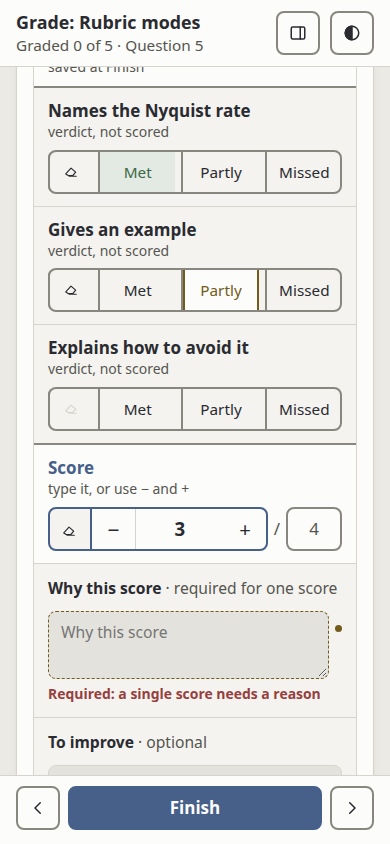 Grade: Rubric modes
Graded 0 of 5 · Question 5
saved at Finish
Names the Nyquist rate
verdict, not scored
Met Partly Missed
Gives an example
verdict, not scored
Met Partly Missed
Explains how to avoid it
verdict, not scored
Met Partly Missed
Score
type it, or use − and +
− 3 + / 4
Why this score · required for one score
Why this score
Required: a single score needs a reason
To improve · optional
Finish